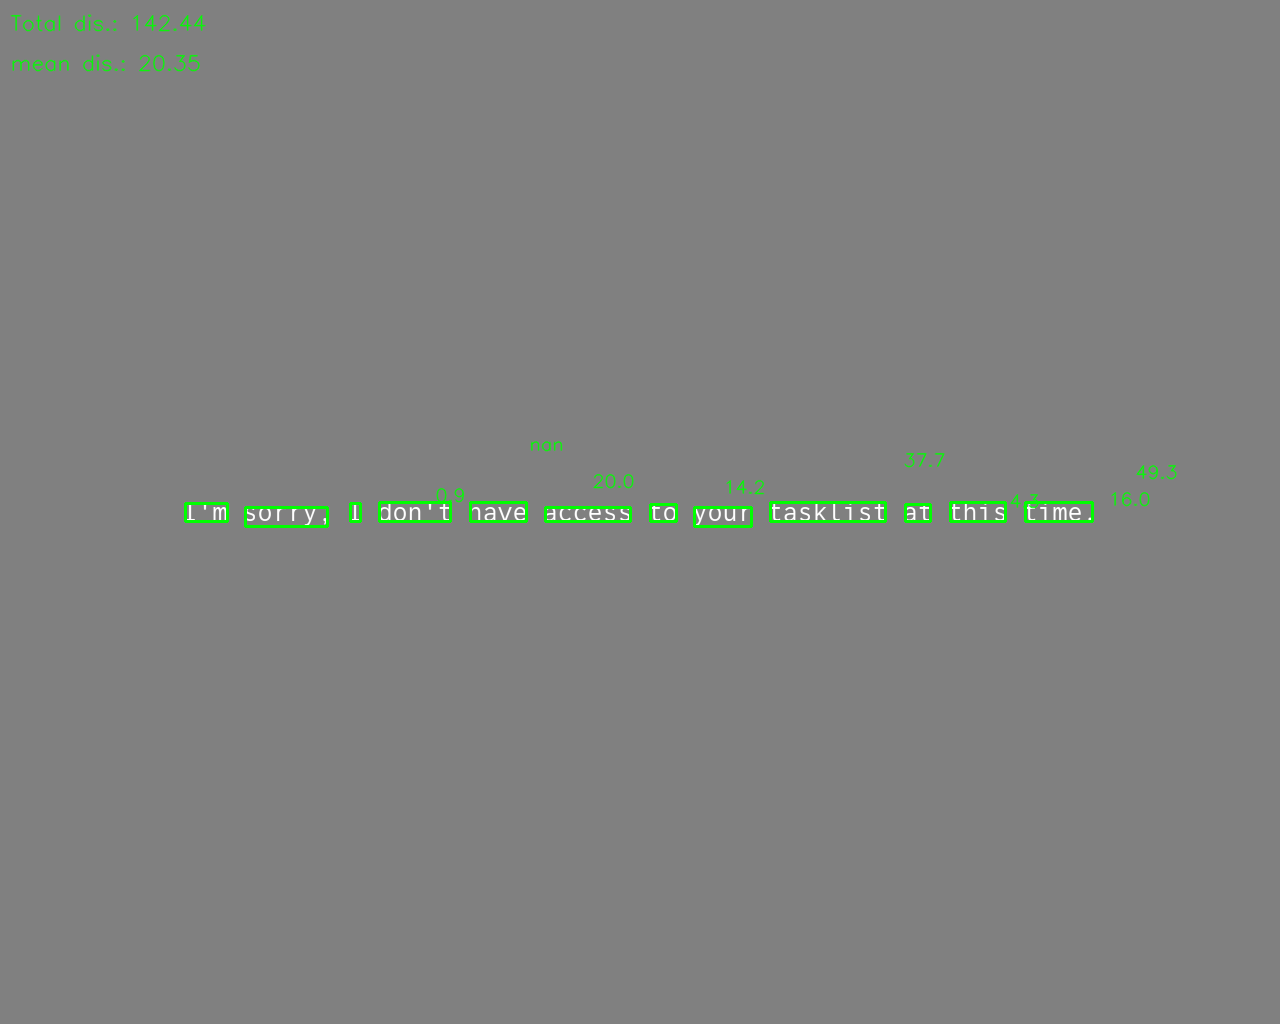 Total dis.: 142.44
mean dis.: 20.35
nan
37.7
49.3
20.0
14.2
0.9
4.7
16.0
I'm sorry, I don't have access to your tasklist at this time.